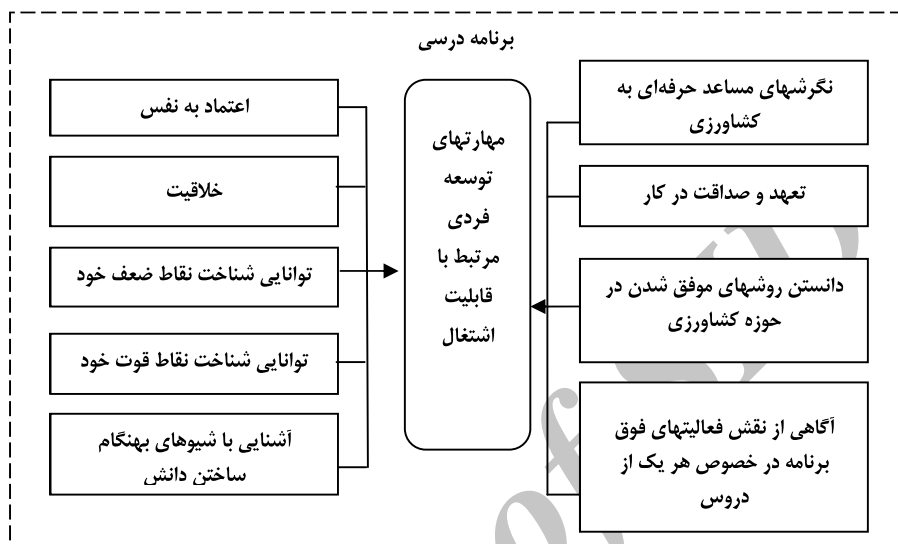 برنامه درسی
نگرشهای مساعد حرفه‌ای به
کشاورزی
تعهد و صداقت در کار
دانستن روشهای موفق شدن در
حوزه کشاورزی
آگاهی از نقش فعالیتهای فوق
برنامه در خصوص هر یک از
دروس
مهارتهای
توسعه
فردی
مرتبط با
قابلیت
اشتغال
اعتماد به نفس
خلاقیت
توانایی شناخت نقاط ضعف خود
توانایی شناخت نقاط قوت خود
آشنایی با شیوهای بهنگام
ساختن دانش
of